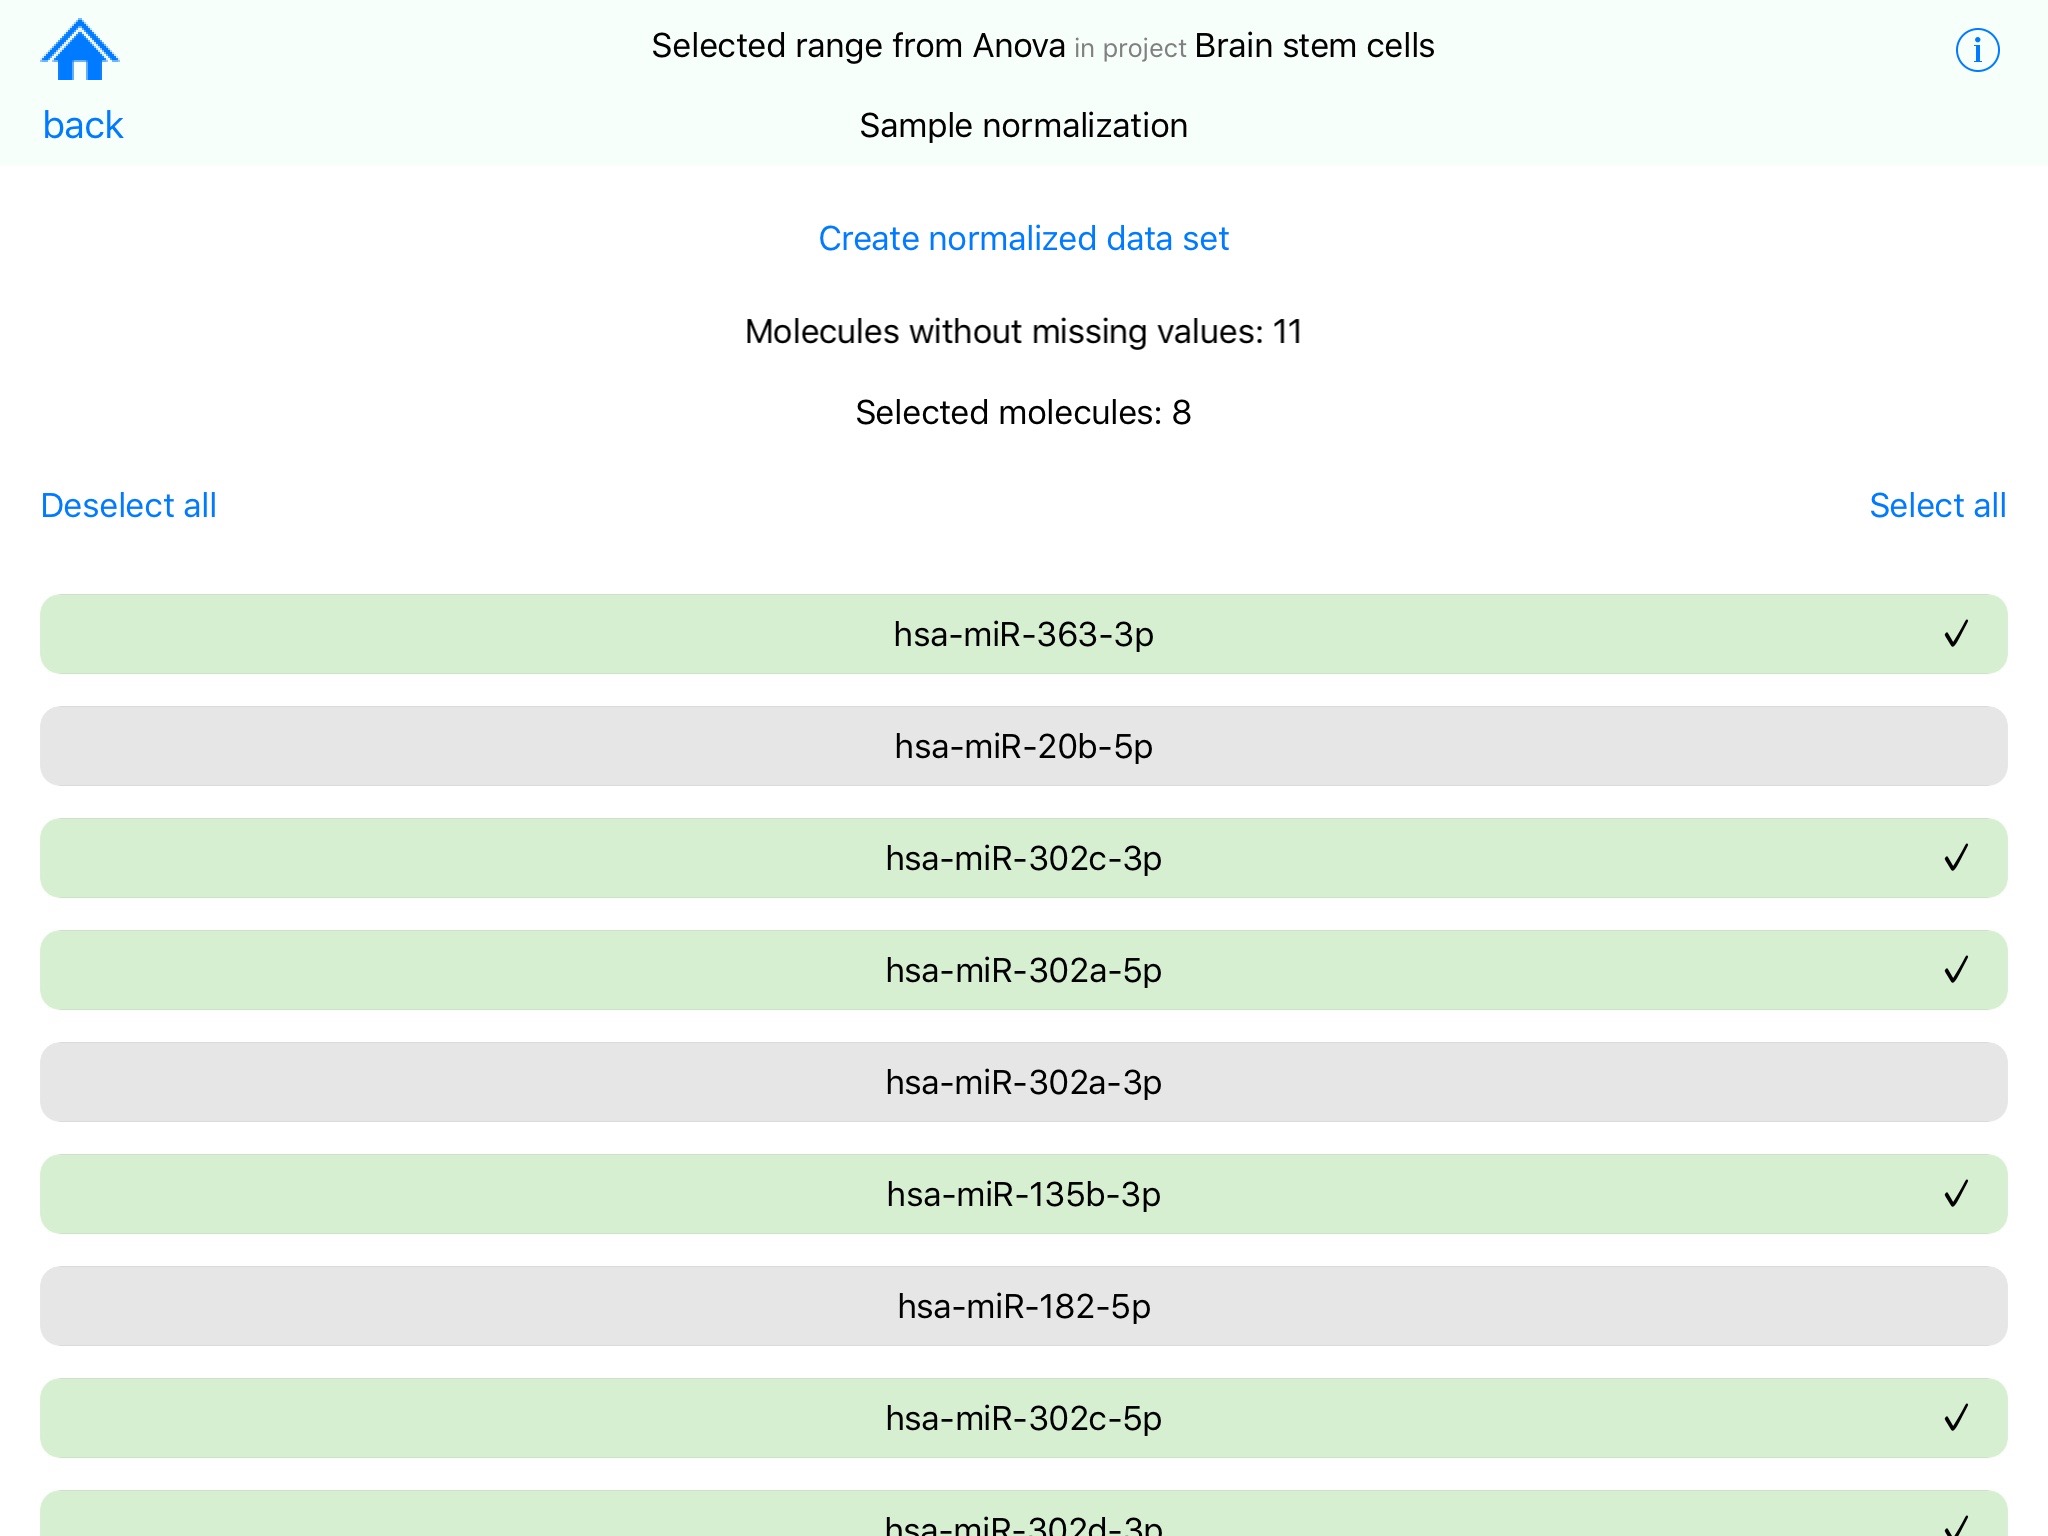 Selected range from Anova in project Brain stem cells
i
back
Sample normalization
Create normalized data set
Molecules without missing values: 11
Selected molecules: 8
Deselect all
Select all
hsa-miR-363-3p ✓
hsa-miR-20b-5p
hsa-miR-302c-3p ✓
hsa-miR-302a-5p ✓
hsa-miR-302a-3p
hsa-miR-135b-3p ✓
hsa-miR-182-5p
hsa-miR-302c-5p ✓
hsa-miR-302d-3p ✓